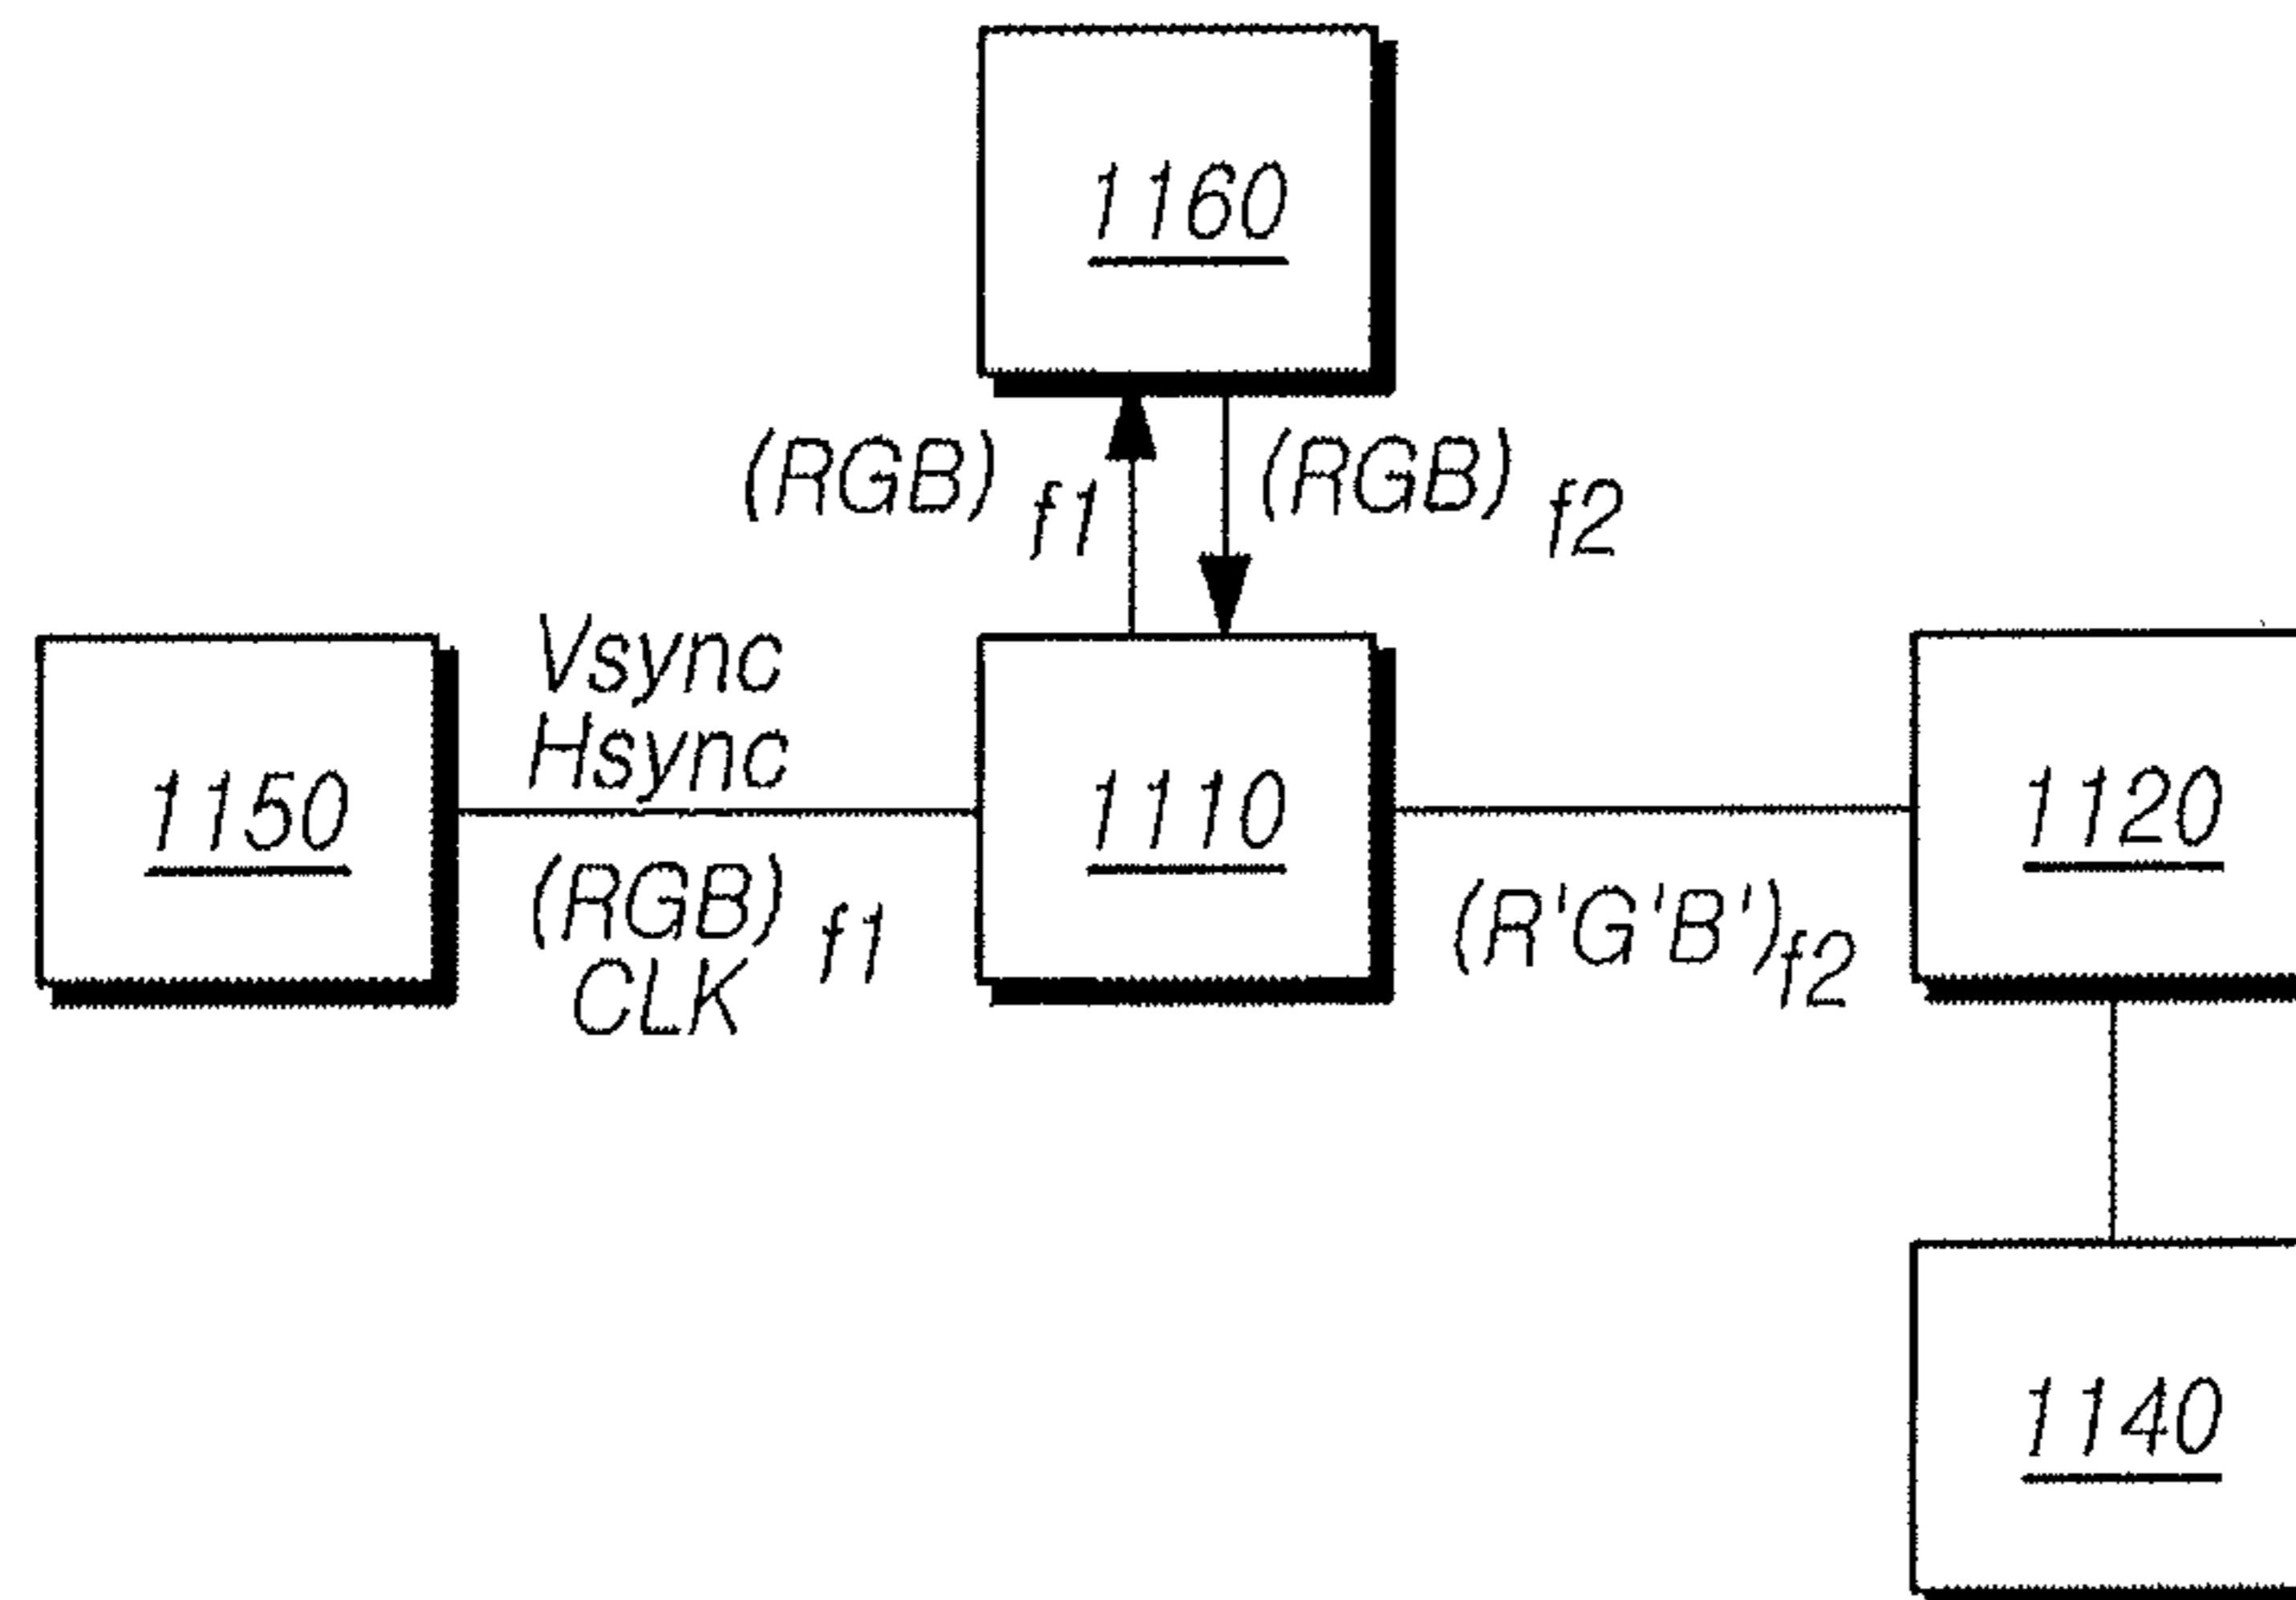 1160
(RGB) f1
(RGB) f2
Vsync
Hsync
1150
1110
1120
(RGB) f1
CLK
(R'G'B') f2
1140